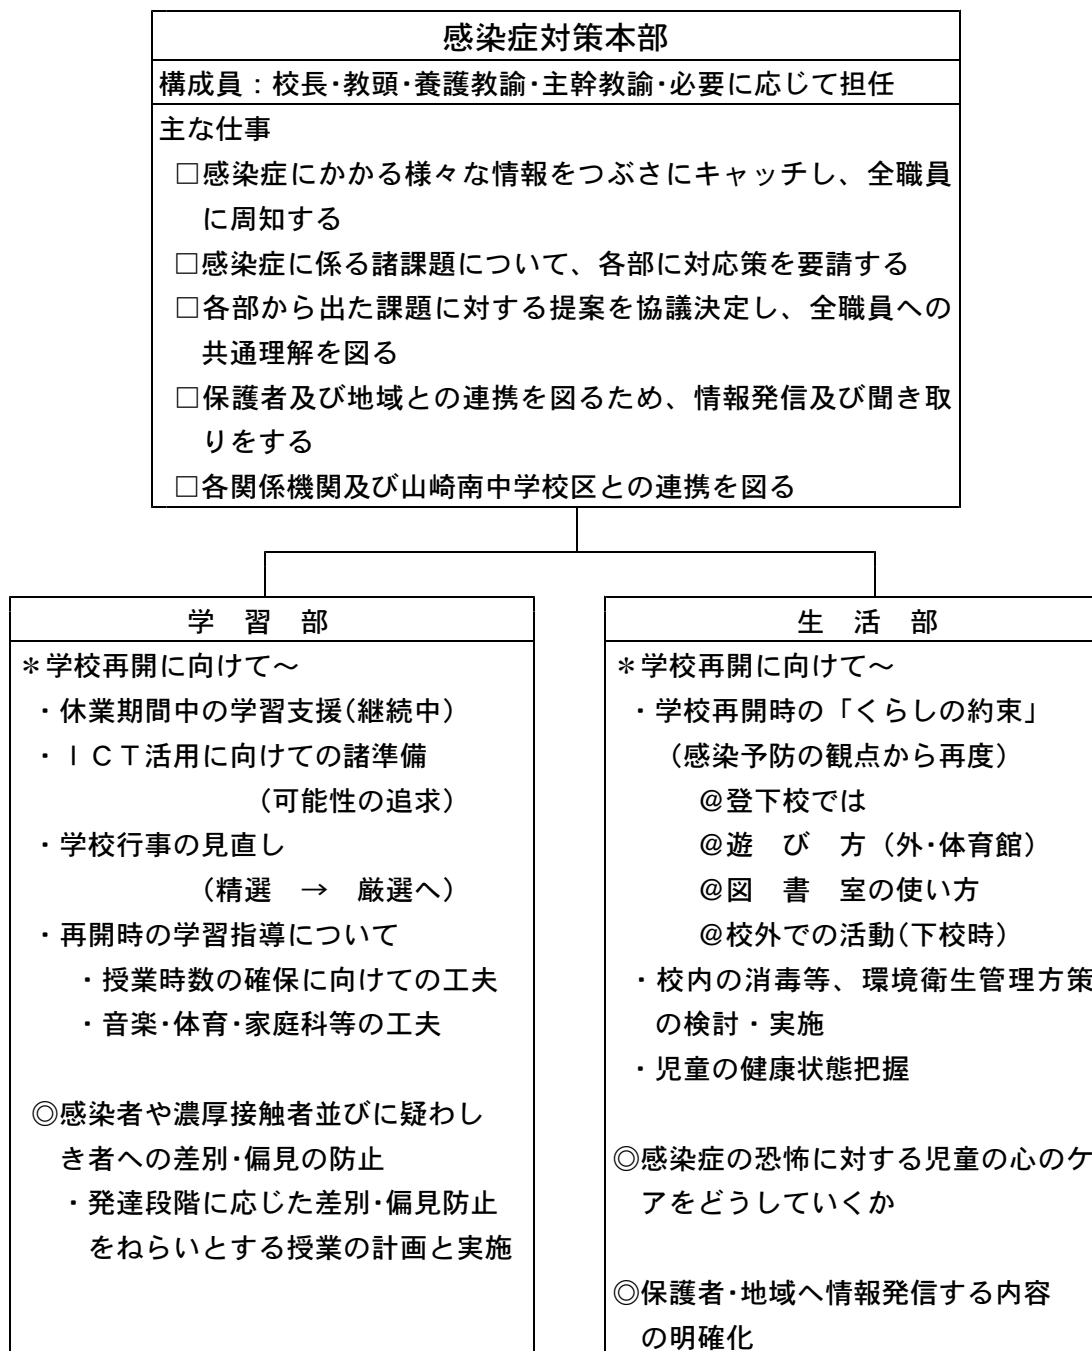 感染症対策本部
構成員：校長･教頭･養護教諭･主幹教諭･必要に応じて担任
主な仕事
□感染症にかかる様々な情報をつぶさにキャッチし、全職員
に周知する
□感染症に係る諸課題について、各部に対応策を要請する
□各部から出た課題に対する提案を協議決定し、全職員への
共通理解を図る
□保護者及び地域との連携を図るため、情報発信及び聞き取
りをする
□各関係機関及び山崎南中学校区との連携を図る
学　習　部
＊学校再開に向けて～
・休業期間中の学習支援(継続中)
・ＩＣＴ活用に向けての諸準備
(可能性の追求)
・学校行事の見直し
(精選　→　厳選へ)
・再開時の学習指導について
・授業時数の確保に向けての工夫
・音楽･体育･家庭科等の工夫
◎感染者や濃厚接触者並びに疑わし
き者への差別･偏見の防止
・発達段階に応じた差別･偏見防止
をねらいとする授業の計画と実施
生　活　部
＊学校再開に向けて～
・学校再開時の「くらしの約束」
(感染予防の観点から再度)
@登下校では
@遊　び　方（外･体育館）
@図　書　室の使い方
@校外での活動(下校時)
・校内の消毒等、環境衛生管理方策
の検討・実施
・児童の健康状態把握
◎感染症の恐怖に対する児童の心のケ
アをどうしていくか
◎保護者･地域へ情報発信する内容
の明確化